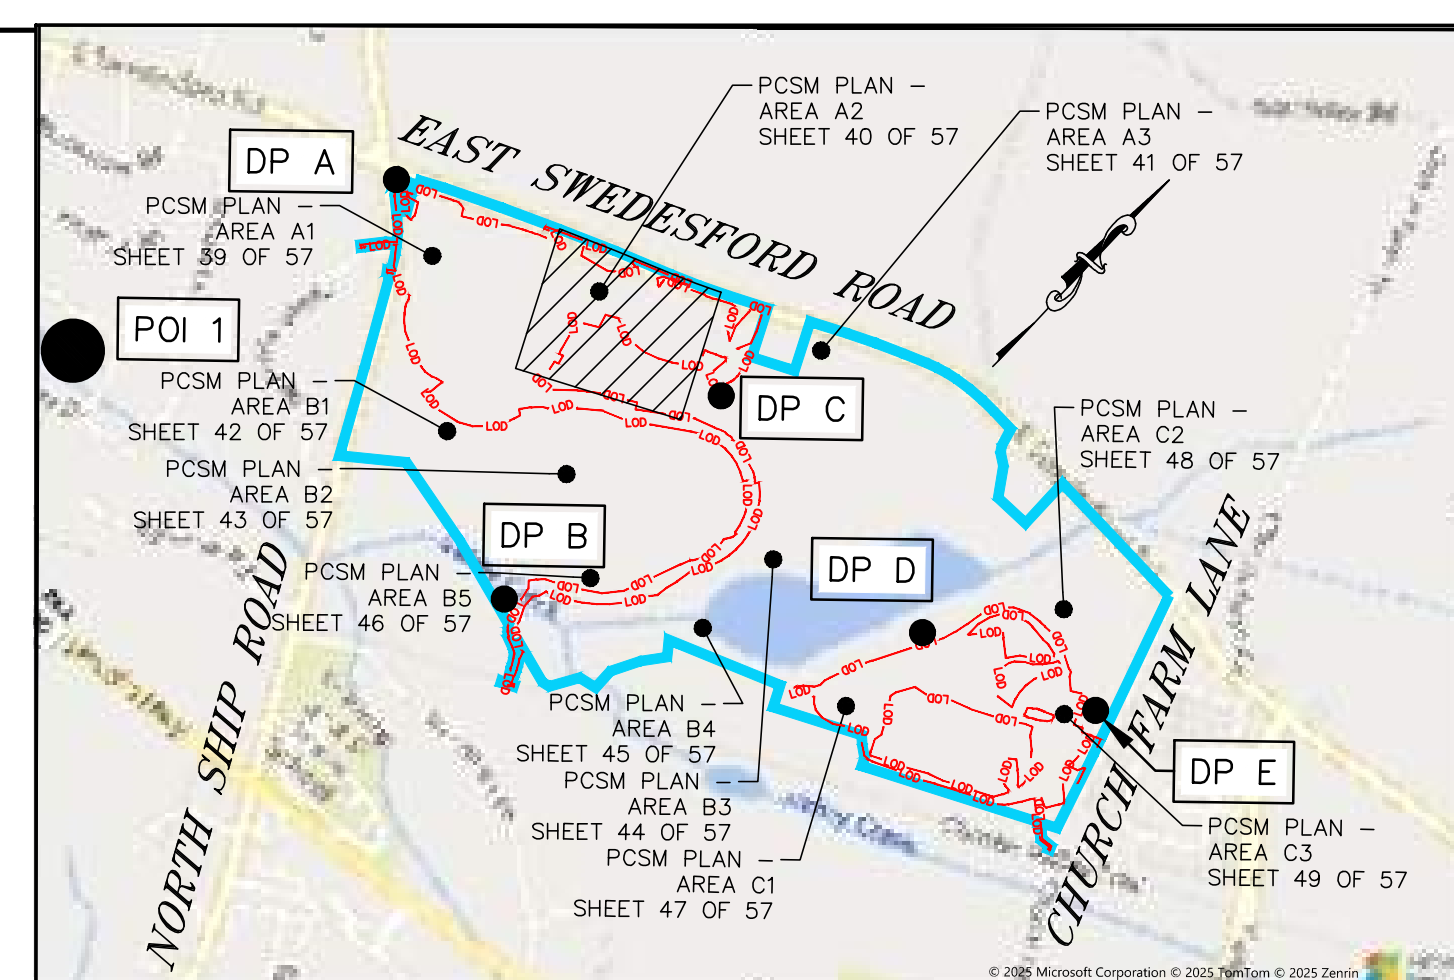 PCSM PLAN -
AREA A2
SHEET 40 OF 57
PCSM PLAN -
AREA A3
SHEET 41 OF 57
EAST SWEDESFORD ROAD
DP A
PCSM PLAN -
AREA A1
SHEET 39 OF 57
POI 1
PCSM PLAN -
AREA B1
SHEET 42 OF 57
DP C
PCSM PLAN -
AREA C2
SHEET 48 OF 57
PCSM PLAN -
AREA B2
SHEET 43 OF 57
DP B
PCSM PLAN -
AREA B5
SHEET 46 OF 57
DP D
NORTH SHIP ROAD
CHURCH FARM LANE
PCSM PLAN -
AREA B4
SHEET 45 OF 57
PCSM PLAN -
AREA B3
SHEET 44 OF 57
PCSM PLAN -
AREA C1
SHEET 47 OF 57
DP E
PCSM PLAN -
AREA C3
SHEET 49 OF 57
LOD
© 2025 Microsoft Corporation © 2025 TomTom © 2025 Zenrin